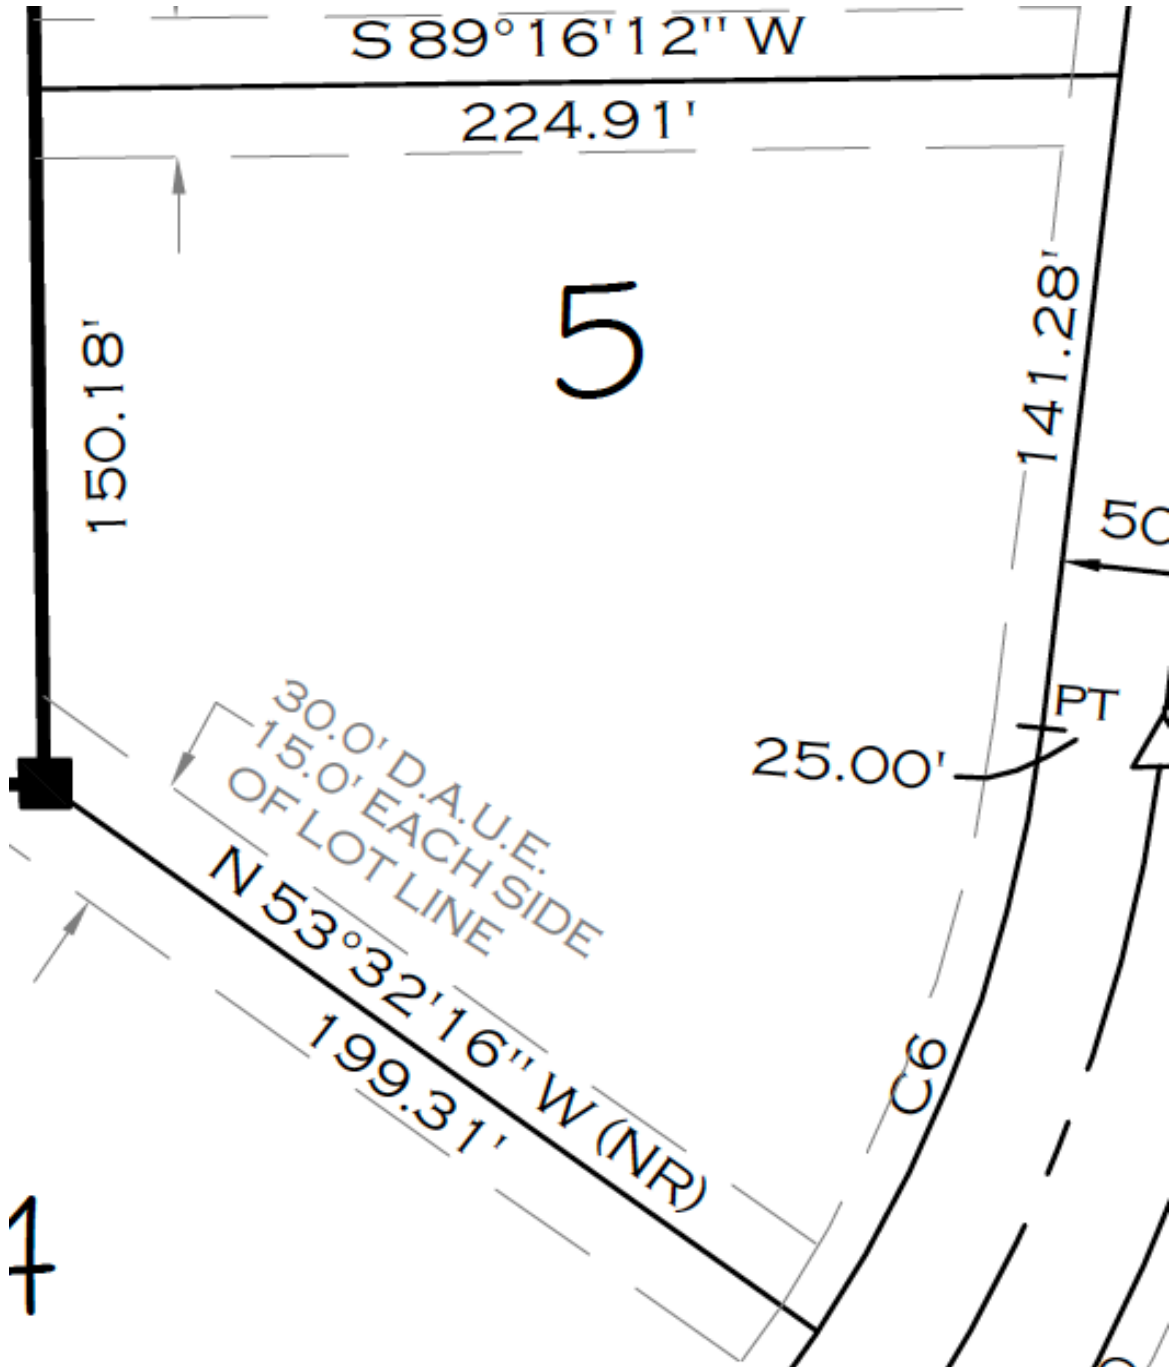 S 89°16'12" W
224.91'
5
150.18'
141.28'
50
PT
25.00'
30.0' D.A.U.E.
15.0' EACH SIDE
OF LOT LINE
N 53°32'16" W (NR)
199.31'
C6